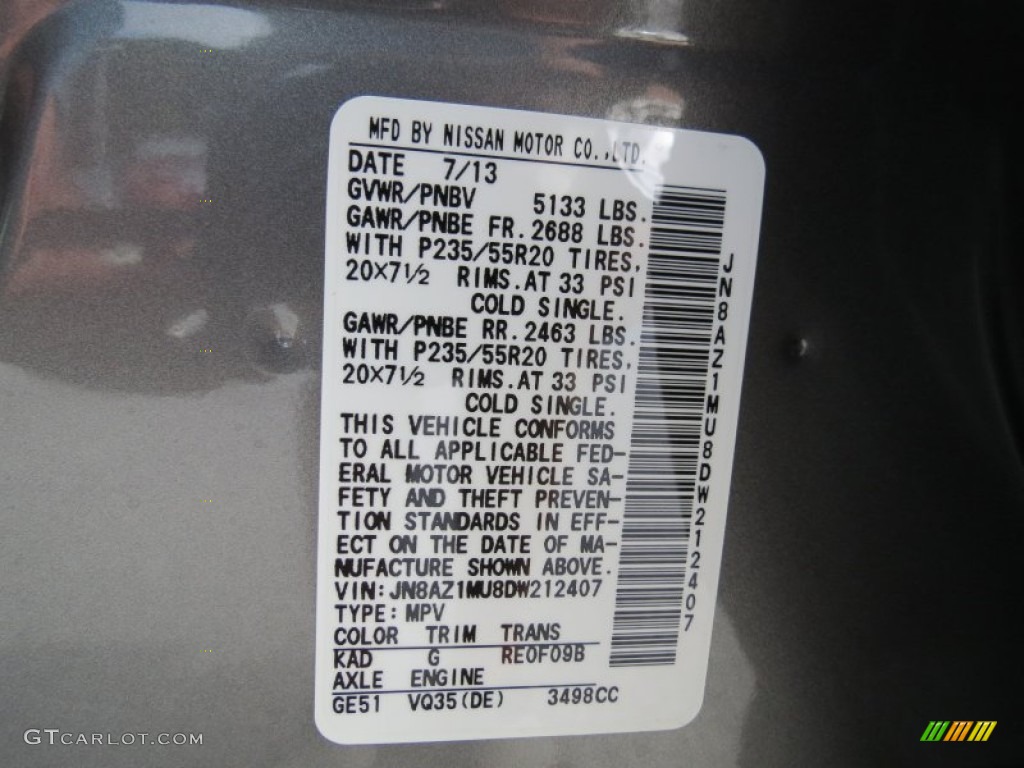 MFD BY NISSAN MOTOR CO.,LTD.
DATE 7/13
GVWR/PNBV 5133 LBS.
GAWR/PNBE FR. 2688 LBS.
WITH P235/55R20 TIRES,
20×7½ RIMS. AT 33 PSI
COLD SINGLE.
GAWR/PNBE RR. 2463 LBS.
WITH P235/55R20 TIRES,
20×7½ RIMS. AT 33 PSI
COLD SINGLE.
THIS VEHICLE CONFORMS
TO ALL APPLICABLE FED-
ERAL MOTOR VEHICLE SA-
FETY AND THEFT PREVEN-
TION STANDARDS IN EFF-
ECT ON THE DATE OF MA-
NUFACTURE SHOWN ABOVE.
VIN:JN8AZ1MU8DW212407
TYPE:MPV
COLOR TRIM TRANS
KAD G RE0F09B
AXLE ENGINE
GE51 VQ35(DE) 3498CC
JN8AZ1MU8DW212407
GTCARLOT.COM